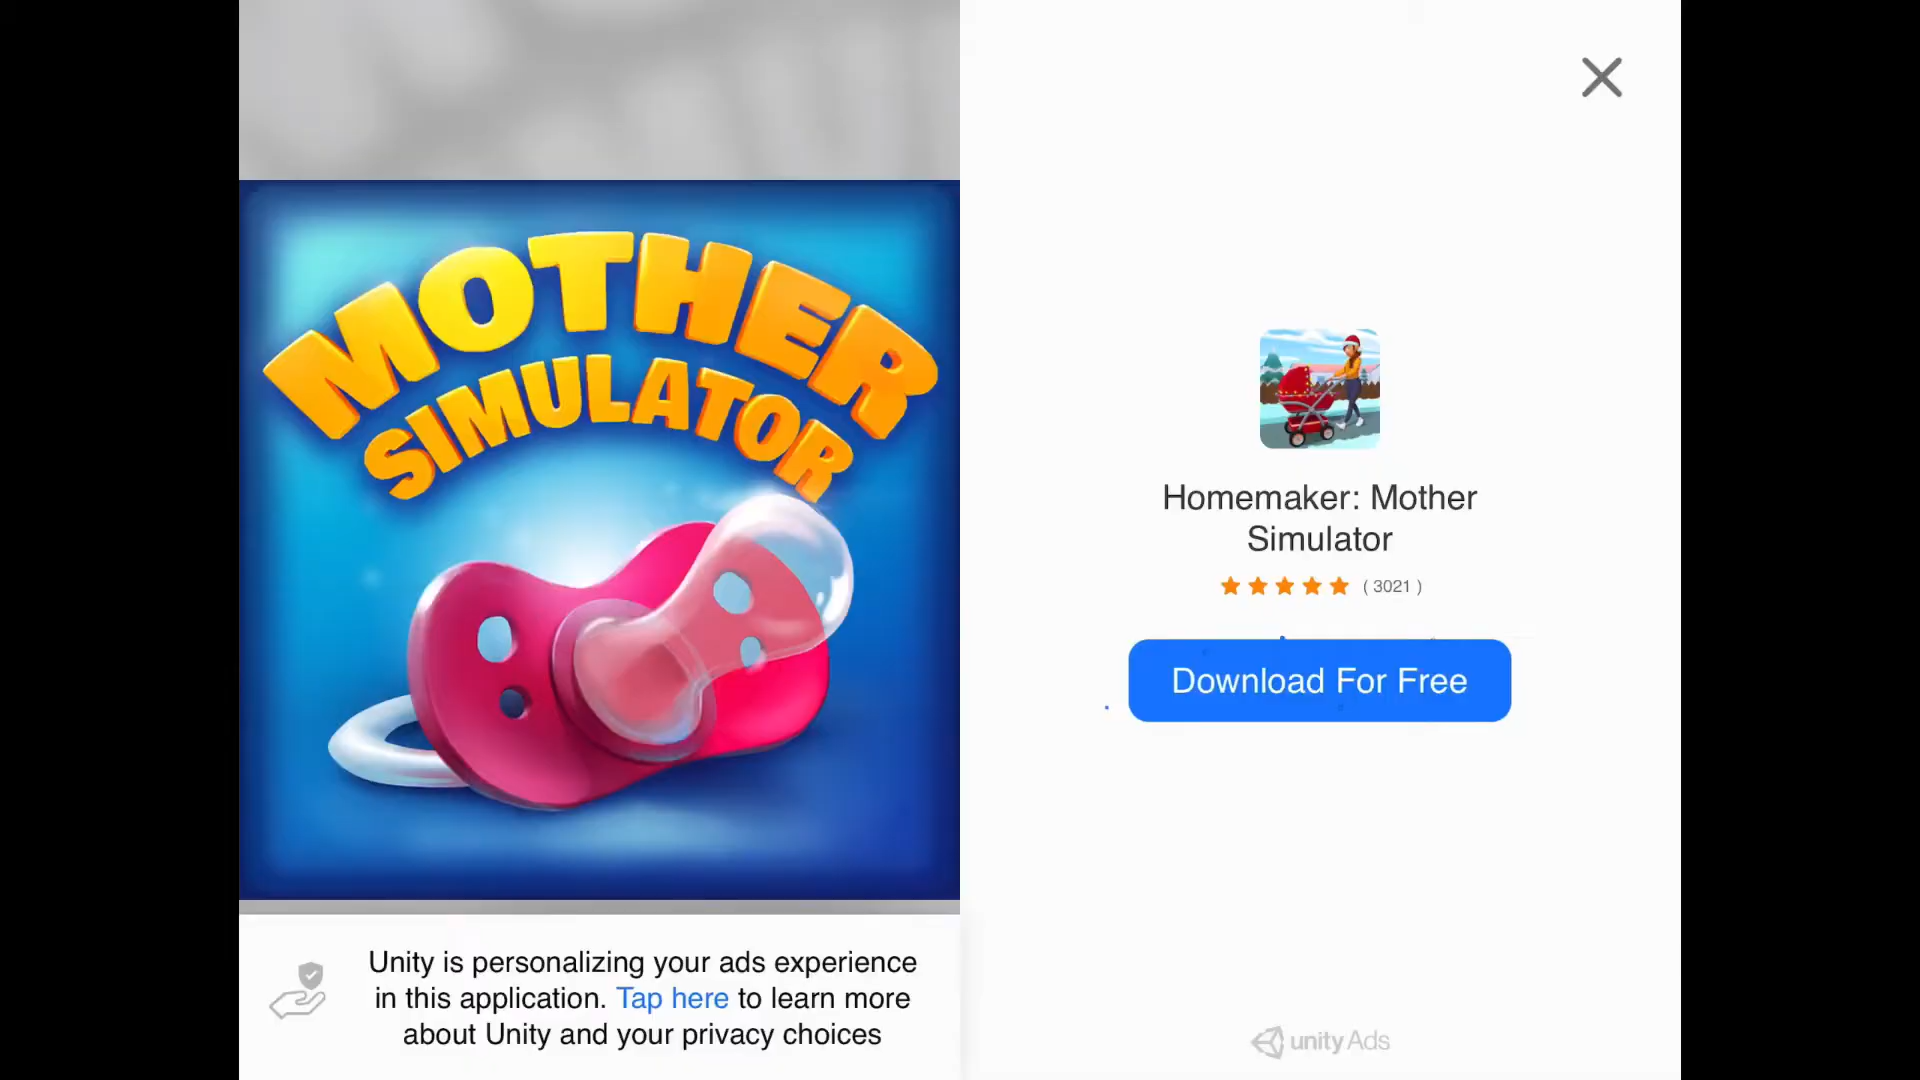 MOTHER
SIMULATOR
Unity is personalizing your ads experience
in this application. Tap here to learn more
about Unity and your privacy choices
Homemaker: Mother
Simulator
( 3021 )
Download For Free
unity Ads